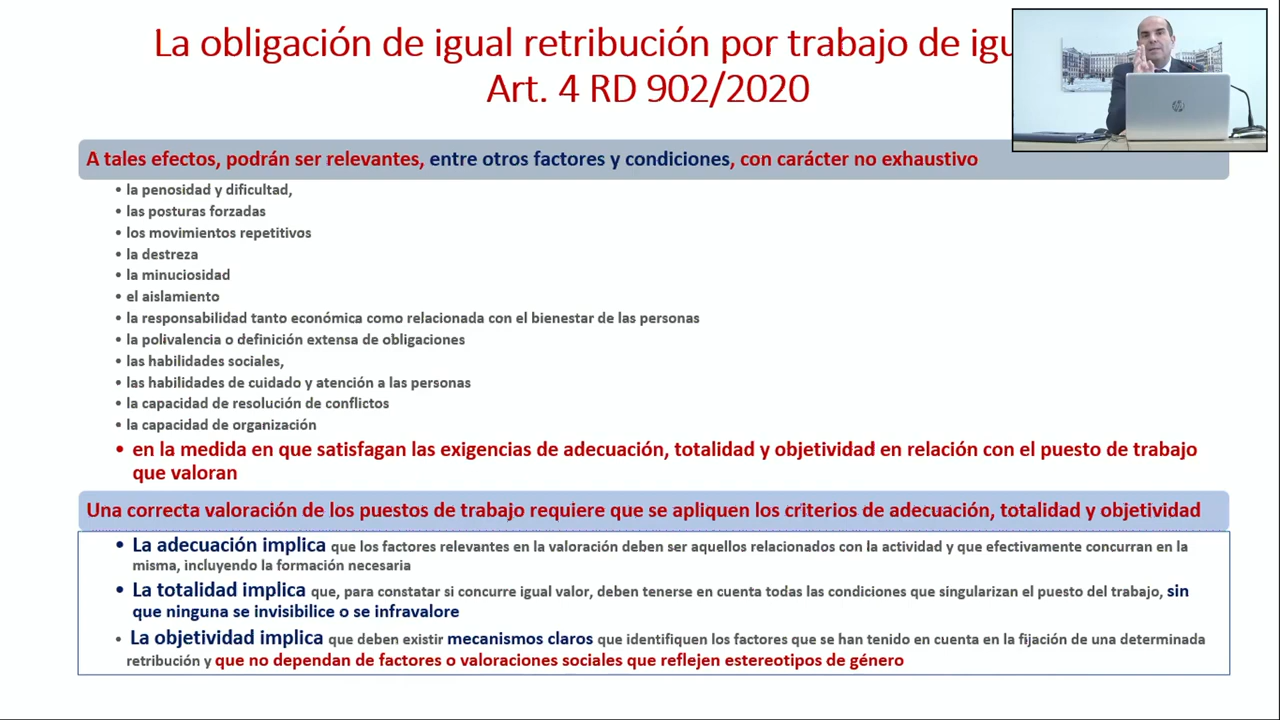 La obligación de igual retribución por trabajo de igu
Art. 4 RD 902/2020
A tales efectos, podrán ser relevantes, entre otros factores y condiciones, con carácter no exhaustivo
• la penosidad y dificultad,
• las posturas forzadas
• los movimientos repetitivos
• la destreza
• la minuciosidad
• el aislamiento
• la responsabilidad tanto económica como relacionada con el bienestar de las personas
• la polivalencia o definición extensa de obligaciones
• las habilidades sociales,
• las habilidades de cuidado y atención a las personas
• la capacidad de resolución de conflictos
• la capacidad de organización
• en la medida en que satisfagan las exigencias de adecuación, totalidad y objetividad en relación con el puesto de trabajo
que valoran
Una correcta valoración de los puestos de trabajo requiere que se apliquen los criterios de adecuación, totalidad y objetividad
• La adecuación implica que los factores relevantes en la valoración deben ser aquellos relacionados con la actividad y que efectivamente concurran en la
misma, incluyendo la formación necesaria
• La totalidad implica que, para constatar si concurre igual valor, deben tenerse en cuenta todas las condiciones que singularizan el puesto del trabajo, sin
que ninguna se invisibilice o se infravalore
• La objetividad implica que deben existir mecanismos claros que identifiquen los factores que se han tenido en cuenta en la fijación de una determinada
retribución y que no dependan de factores o valoraciones sociales que reflejen estereotipos de género
hp